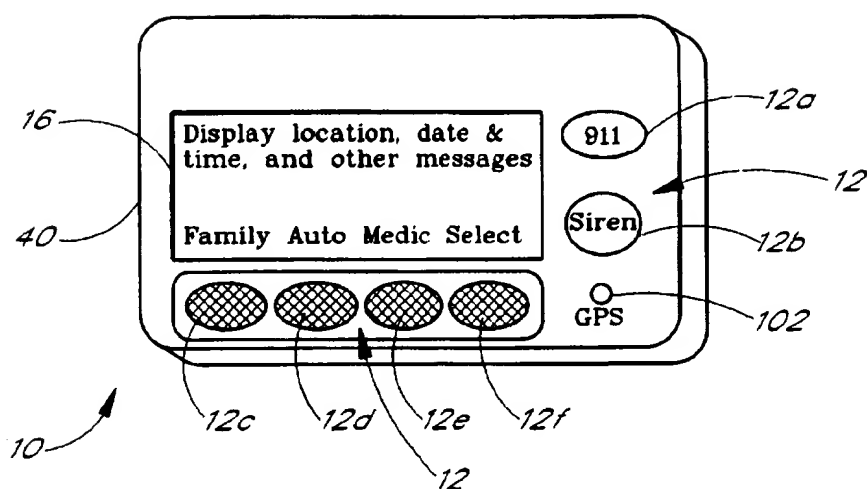 12a
16
Display location, date &
time, and other messages
911
12
40
Siren
12b
Family Auto Medic Select
GPS
102
12c
12d
12e
12f
10
12